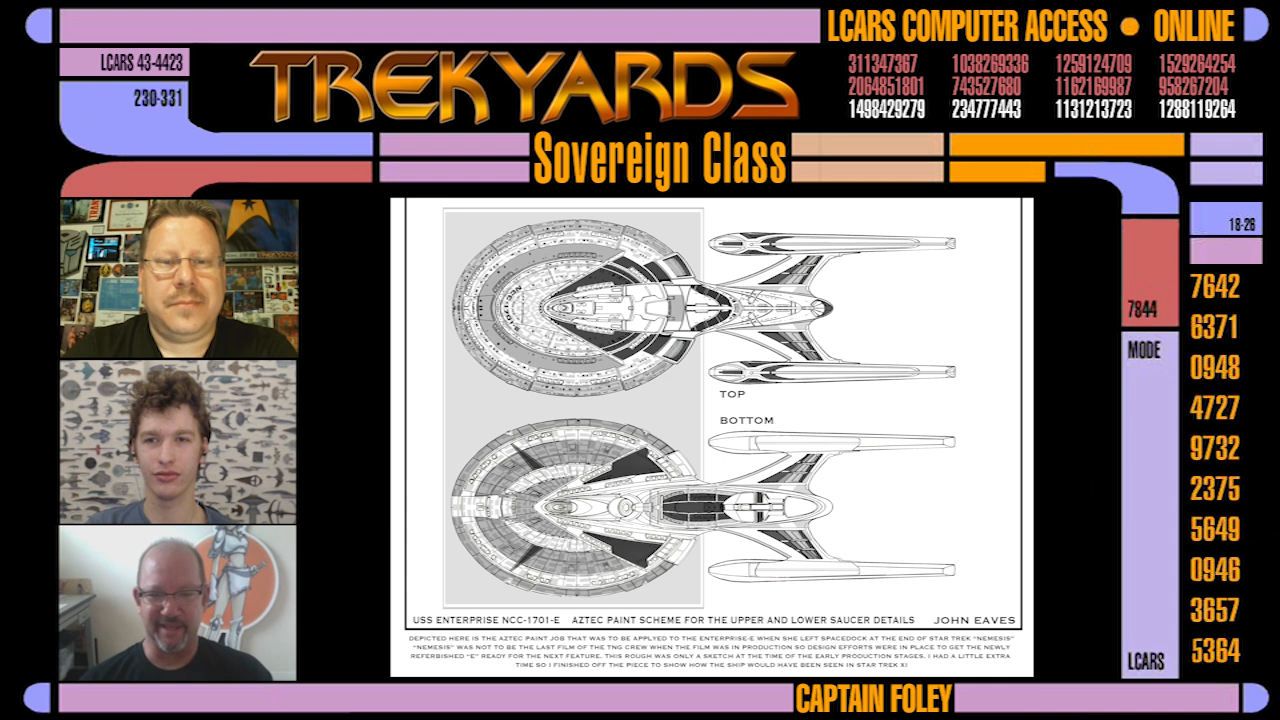 LCARS COMPUTER ACCESS • ONLINE
LCARS 43-4423
230-331
TREKYARDS
311347367 1038269336 1259124709 1529264254
2064851801 743527680 1162169987 958267204
1498429279 234777443 1131213723 1288119264
Sovereign Class
18-26
7844
MODE
7642
6371
0948
4727
9732
2375
5649
0946
3657
5364
LCARS
TOP
BOTTOM
USS ENTERPRISE NCC-1701-E AZTEC PAINT SCHEME FOR THE UPPER AND LOWER SAUCER DETAILS JOHN EAVES
DEPICTED HERE IS THE AZTEC PAINT JOB THAT WAS TO BE APPLYED TO THE ENTERPRISE-E WHEN SHE LEFT SPACEDOCK AT THE END OF STAR TREK "NEMESIS"
"NEMESIS" WAS NOT TO BE THE LAST FILM OF THE TNG CREW WHEN THE FILM WAS IN PRODUCTION SO DESIGN EFFORTS WERE IN PLACE TO GET THE NEWLY
REFERBISHED "E" READY FOR THE NEXT FEATURE. THIS ROUGH WAS ONLY A SKETCH AT THE TIME OF THE EARLY PRODUCTION STAGES. I HAD A LITTLE EXTRA
TIME SO I FINISHED OFF THE PIECE TO SHOW HOW THE SHIP WOULD HAVE BEEN SEEN IN STAR TREK XI
CAPTAIN FOLEY